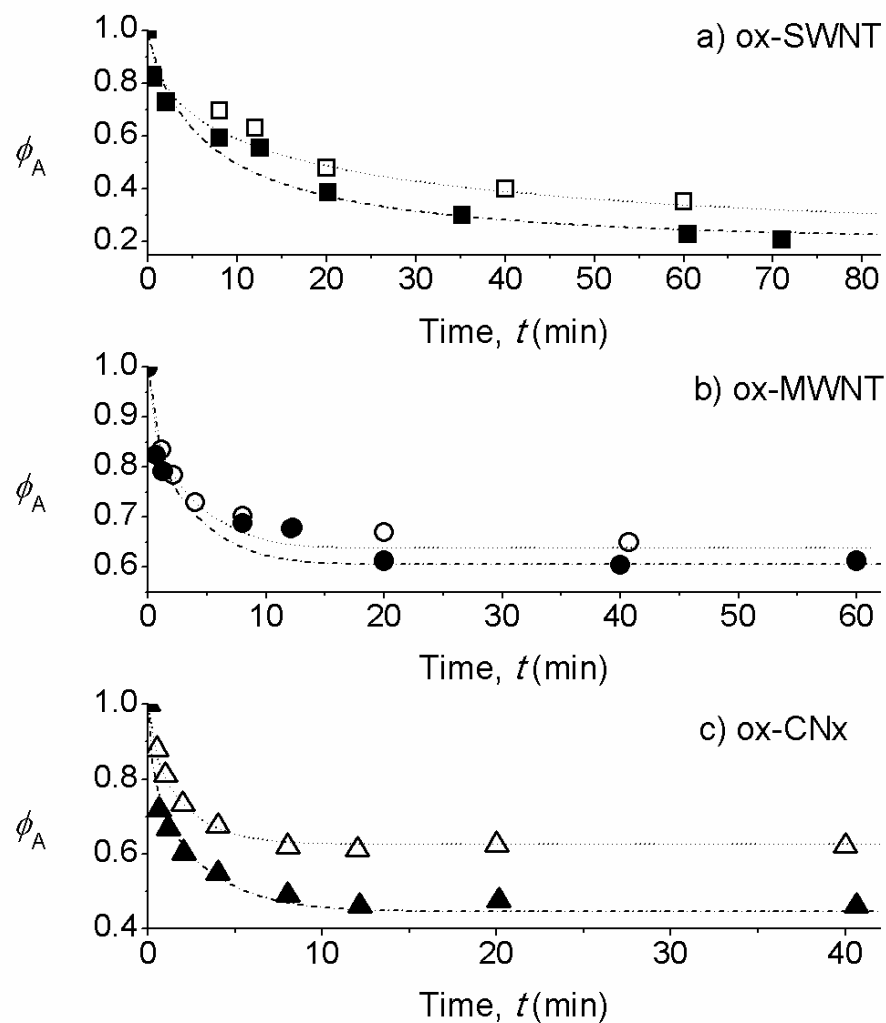 1.0
a) ox-SWNT
0.8
0.6
ϕA
0.4
0.2
0 10 20 30 40 50 60 70 80
Time, t (min)
1.0
b) ox-MWNT
0.9
0.8
ϕA
0.7
0.6
0 10 20 30 40 50 60
Time, t (min)
1.0
c) ox-CNx
0.8
ϕA
0.6
0.4
0 10 20 30 40
Time, t (min)